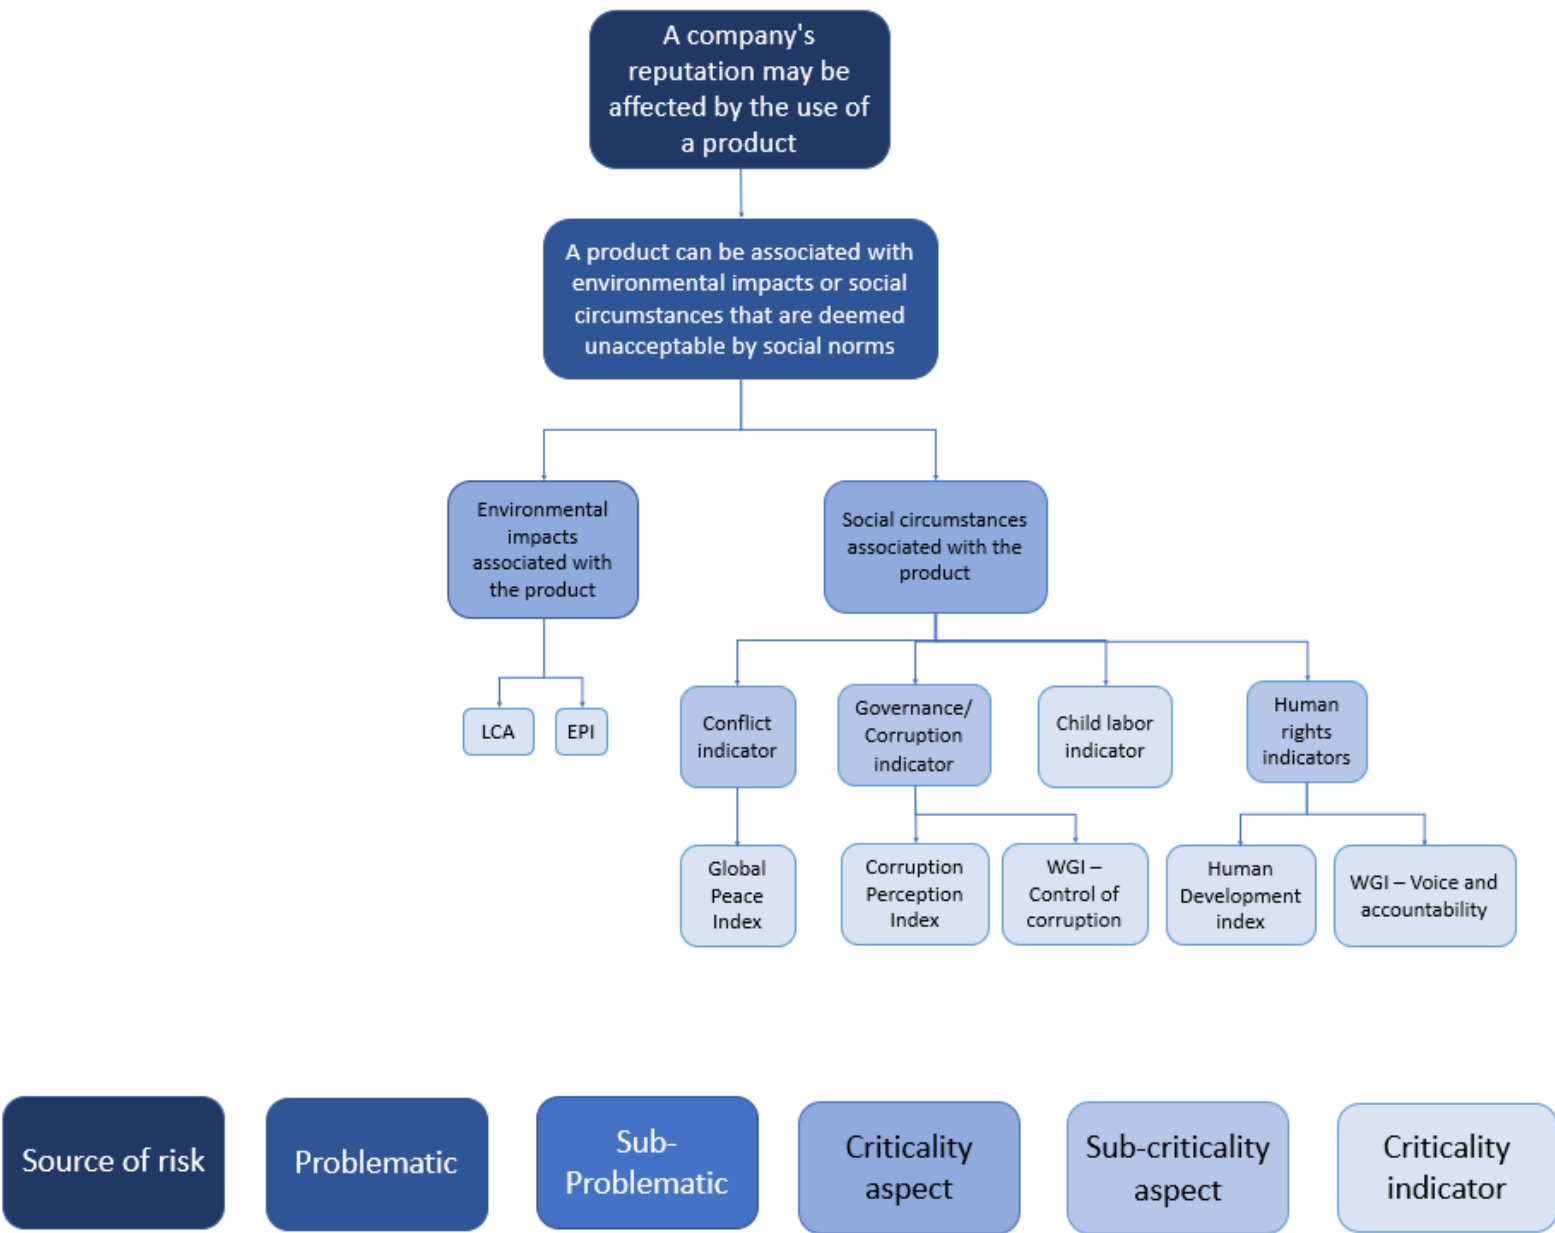 A company's
reputation may be
affected by the use of
a product
A product can be associated with
environmental impacts or social
circumstances that are deemed
unacceptable by social norms
Environmental
impacts
associated with
the product
Social circumstances
associated with the
product
LCA
EPI
Conflict
indicator
Governance/
Corruption
indicator
Child labor
indicator
Human
rights
indicators
Global
Peace
Index
Corruption
Perception
Index
WGI –
Control of
corruption
Human
Development
index
WGI – Voice and
accountability
Source of risk
Problematic
Sub-
Problematic
Criticality
aspect
Sub-criticality
aspect
Criticality
indicator